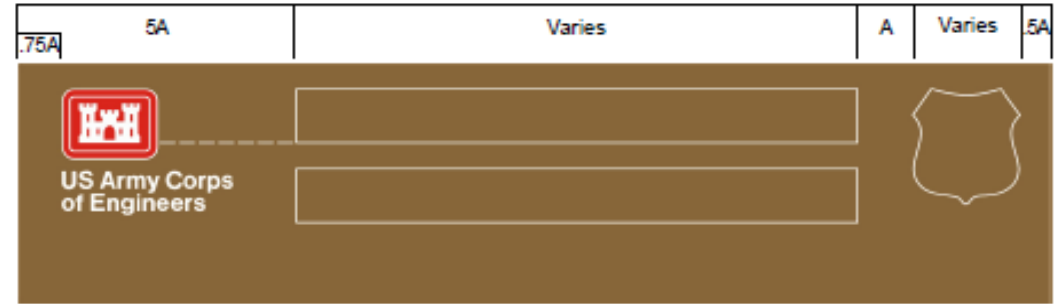 5A Varies A Varies .5A
.75A
US Army Corps
of Engineers